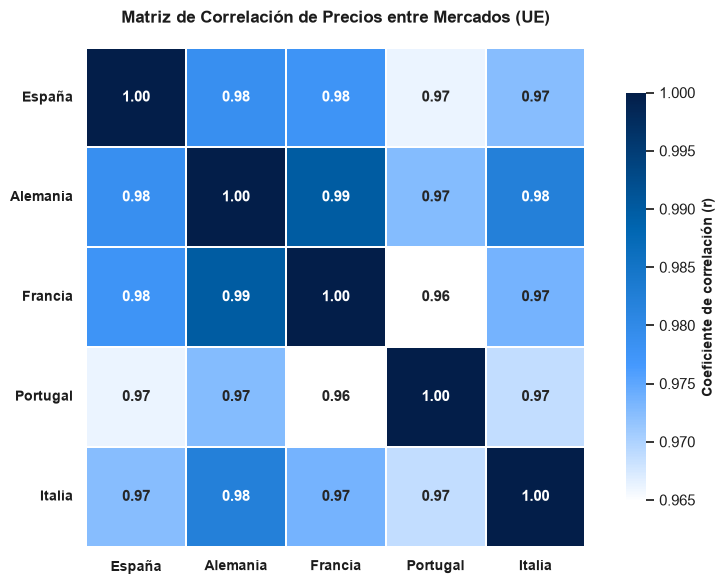 Matriz de Correlación de Precios entre Mercados (UE)
España 1.00 0.98 0.98 0.97 0.97
Alemania 0.98 1.00 0.99 0.97 0.98
Francia 0.98 0.99 1.00 0.96 0.97
Portugal 0.97 0.97 0.96 1.00 0.97
Italia 0.97 0.98 0.97 0.97 1.00
España Alemania Francia Portugal Italia
1.000
0.995
0.990
0.985
0.980
0.975
0.970
0.965
Coeficiente de correlación (r)